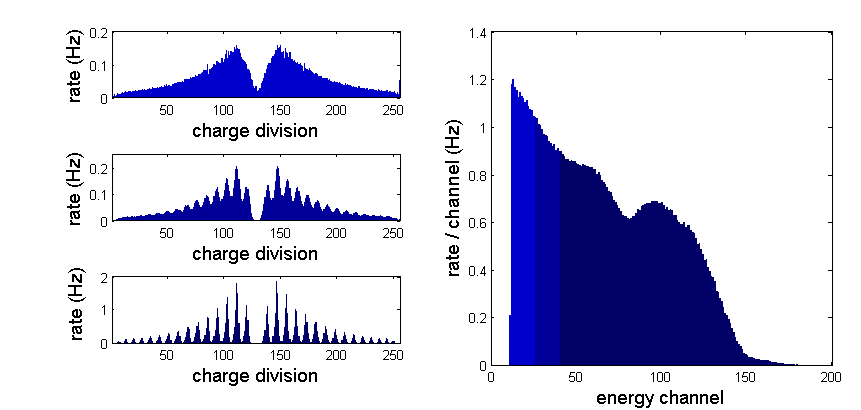 0.2
0.1
0
rate (Hz)
50 100 150 200 250
charge division
0.2
0.1
0
rate (Hz)
50 100 150 200 250
charge division
2
1
0
rate (Hz)
50 100 150 200 250
charge division
1.4
1.2
1
0.8
0.6
0.4
0.2
0
rate / channel (Hz)
0 50 100 150 200
energy channel